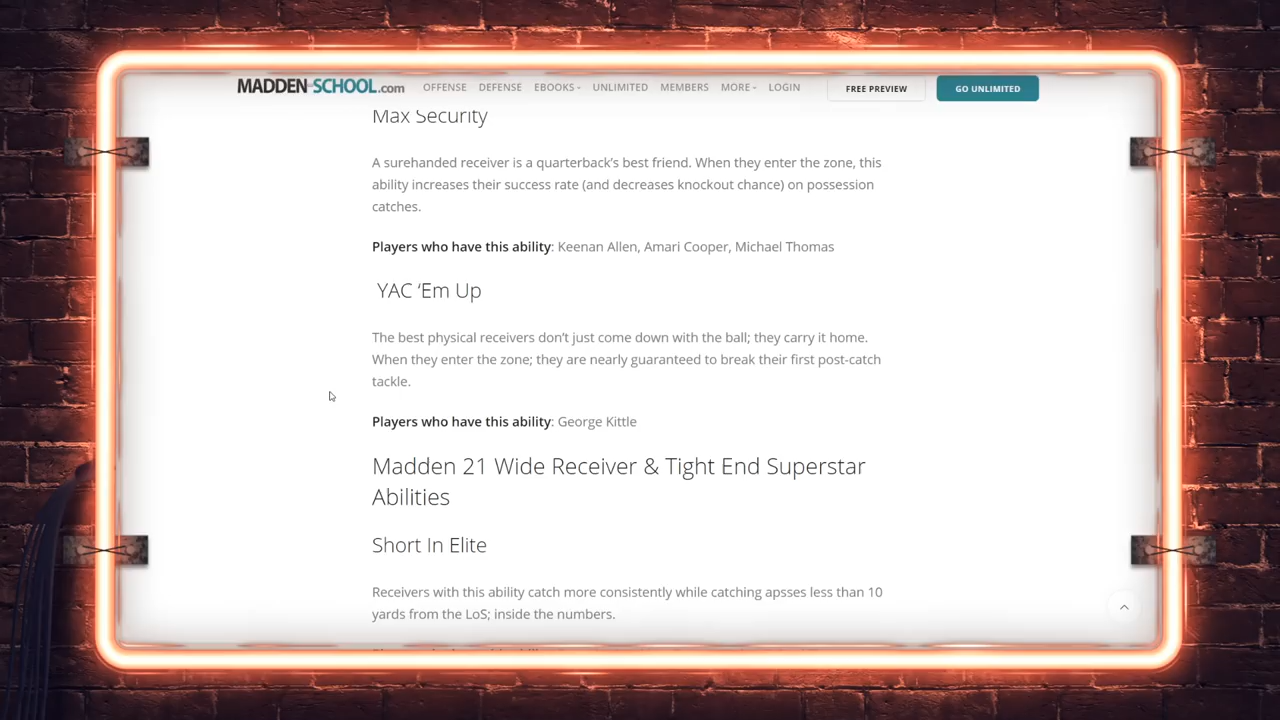 MADDEN-SCHOOL.com OFFENSE DEFENSE EBOOKS UNLIMITED MEMBERS MORE LOGIN FREE PREVIEW GO UNLIMITED
Max Security
A surehanded receiver is a quarterback’s best friend. When they enter the zone, this
ability increases their success rate (and decreases knockout chance) on possession
catches.
Players who have this ability: Keenan Allen, Amari Cooper, Michael Thomas
YAC ‘Em Up
The best physical receivers don’t just come down with the ball; they carry it home.
When they enter the zone; they are nearly guaranteed to break their first post-catch
tackle.
Players who have this ability: George Kittle
Madden 21 Wide Receiver & Tight End Superstar
Abilities
Short In Elite
Receivers with this ability catch more consistently while catching apsses less than 10
yards from the LoS; inside the numbers.